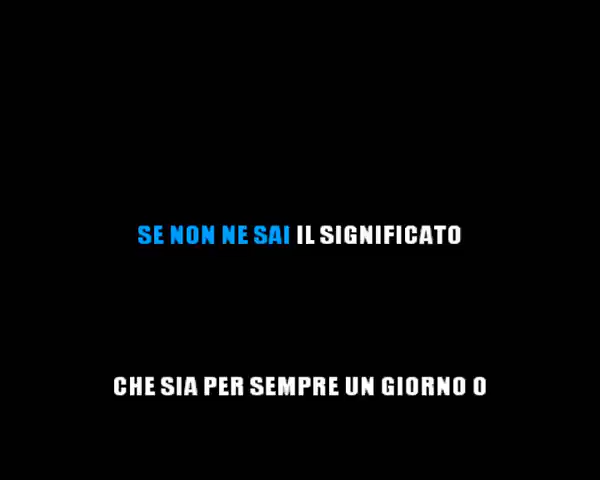 SE NON NE SAI IL SIGNIFICATO
CHE SIA PER SEMPRE UN GIORNO O